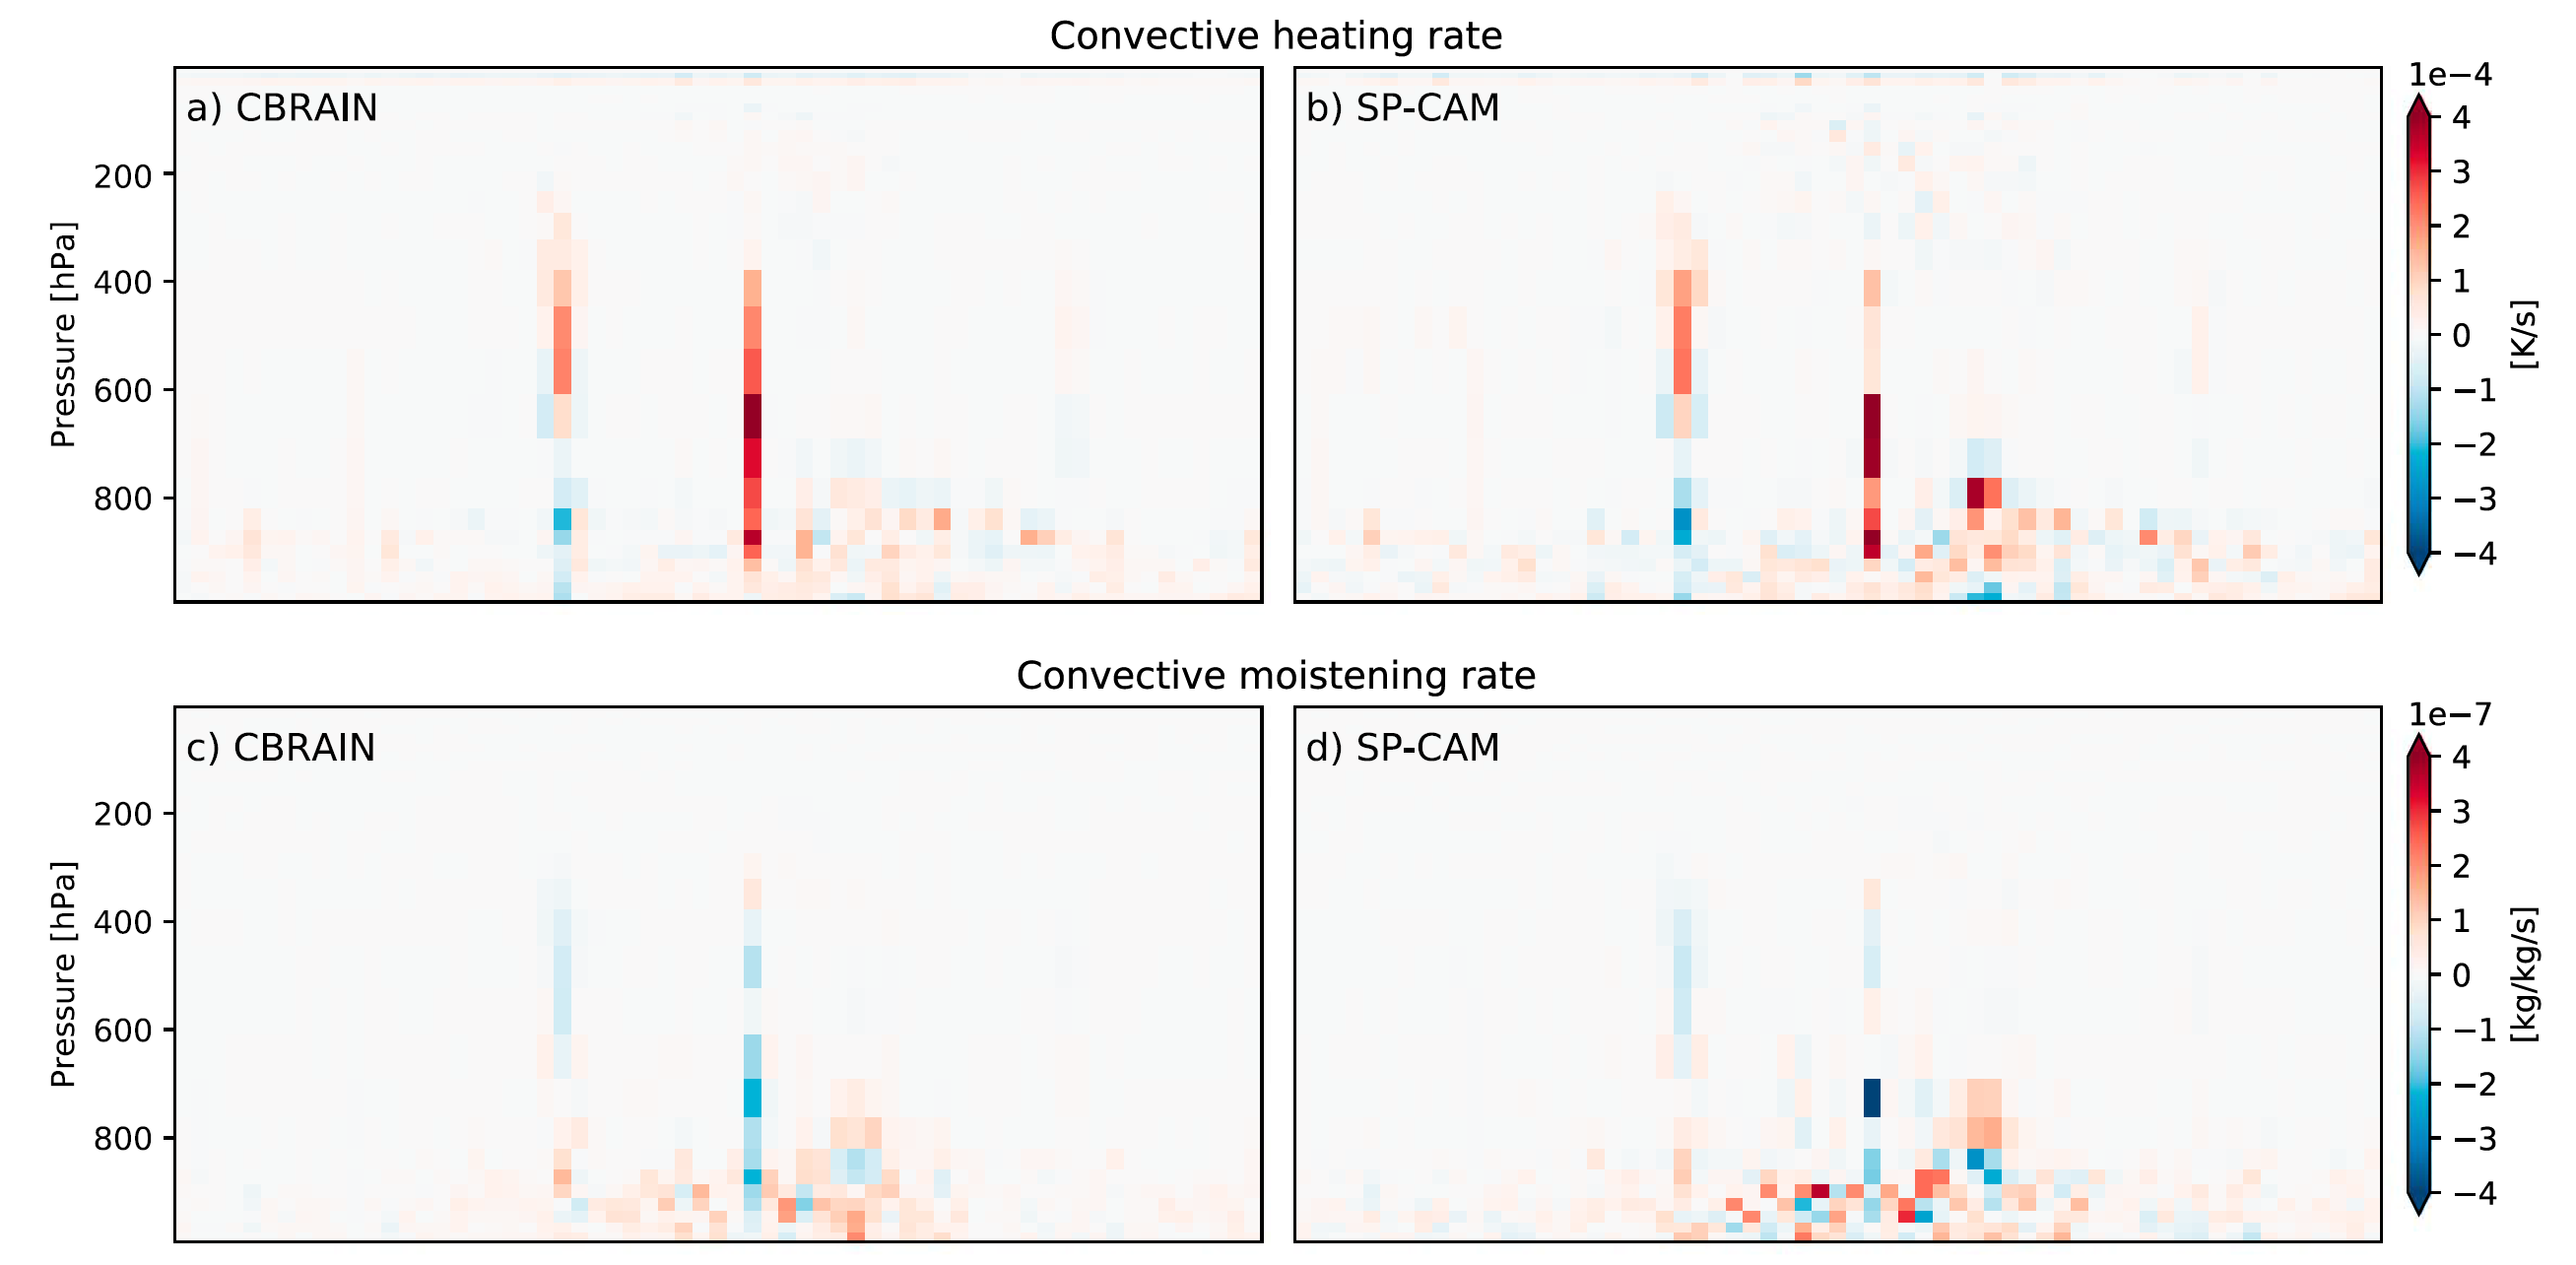 Convective heating rate
a) CBRAIN
b) SP-CAM
1e−4
200
400
600
800
Pressure [hPa]
4
3
2
1
0
−1
−2
−3
−4
[K/s]
Convective moistening rate
c) CBRAIN
d) SP-CAM
1e−7
200
400
600
800
Pressure [hPa]
4
3
2
1
0
−1
−2
−3
−4
[kg/kg/s]